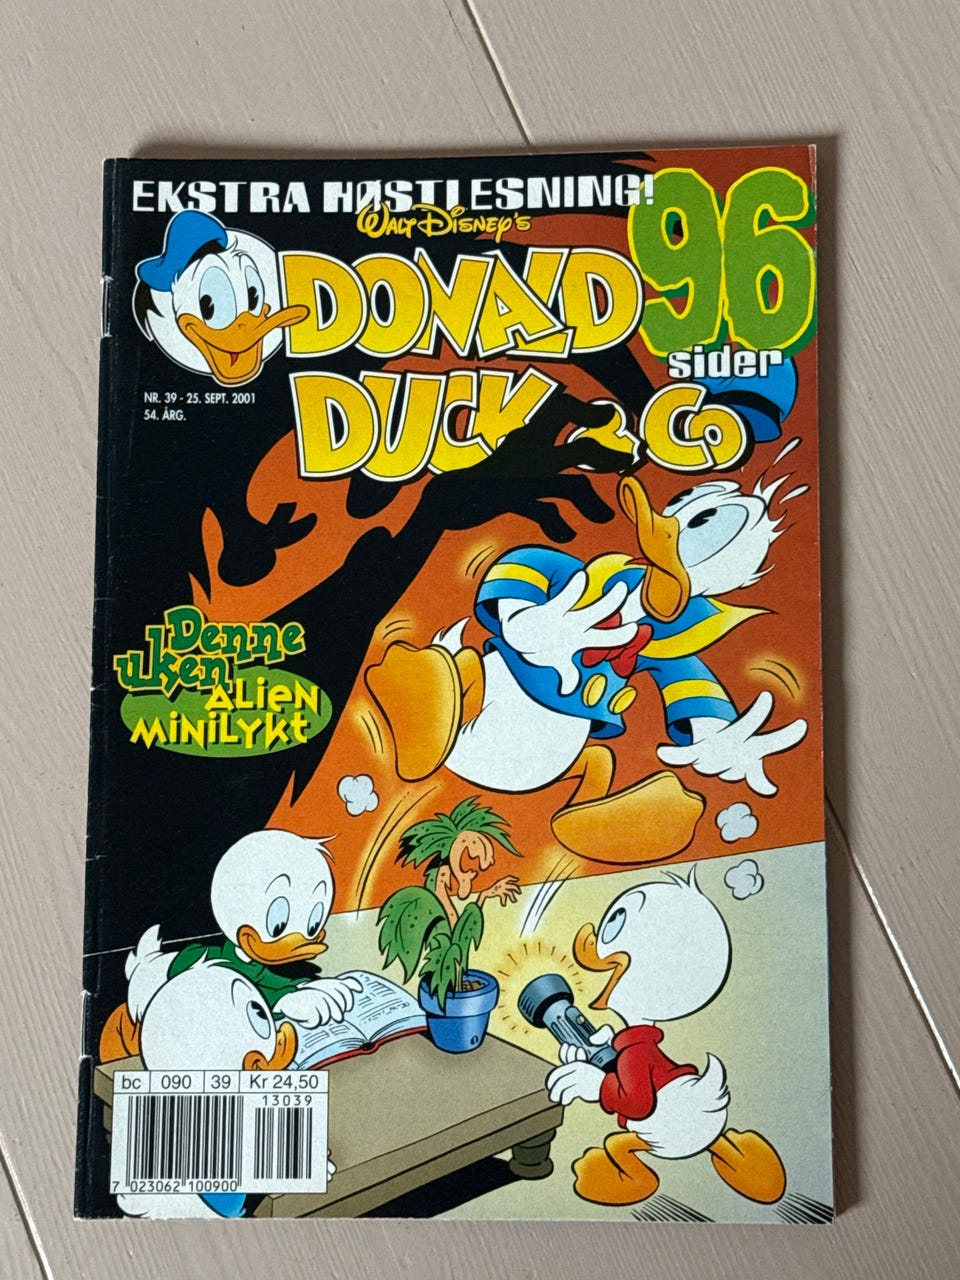 EKSTRA HØSTLESNING!
WALT DISNEY'S
DONALD
DUCK & Co
96
sider
NR. 39 - 25. SEPT. 2001
54. ÅRG.
Denne
uken
ALIEN
MINILYKT
bc 090 39 Kr 24,50
13039
7 023062 100900